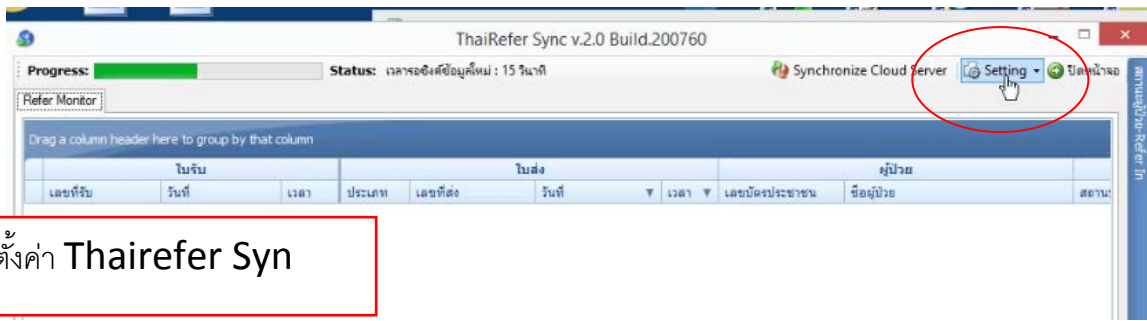 ThaiRefer Sync v.2.0 Build.200760
Progress: Status: เวลารอซิงค์ข้อมูลใหม่ : 15 วินาที Synchronize Cloud Server Setting ปิดหน้าจอ
Refer Monitor
Drag a column header here to group by that column
ใบรับ ใบส่ง ผู้ป่วย
เลขที่รับ วันที่ เวลา ประเภท เลขที่ส่ง วันที่ เวลา เลขบัตรประชาชน ชื่อผู้ป่วย สถานะ
ตั้งค่า Thairefer Syn